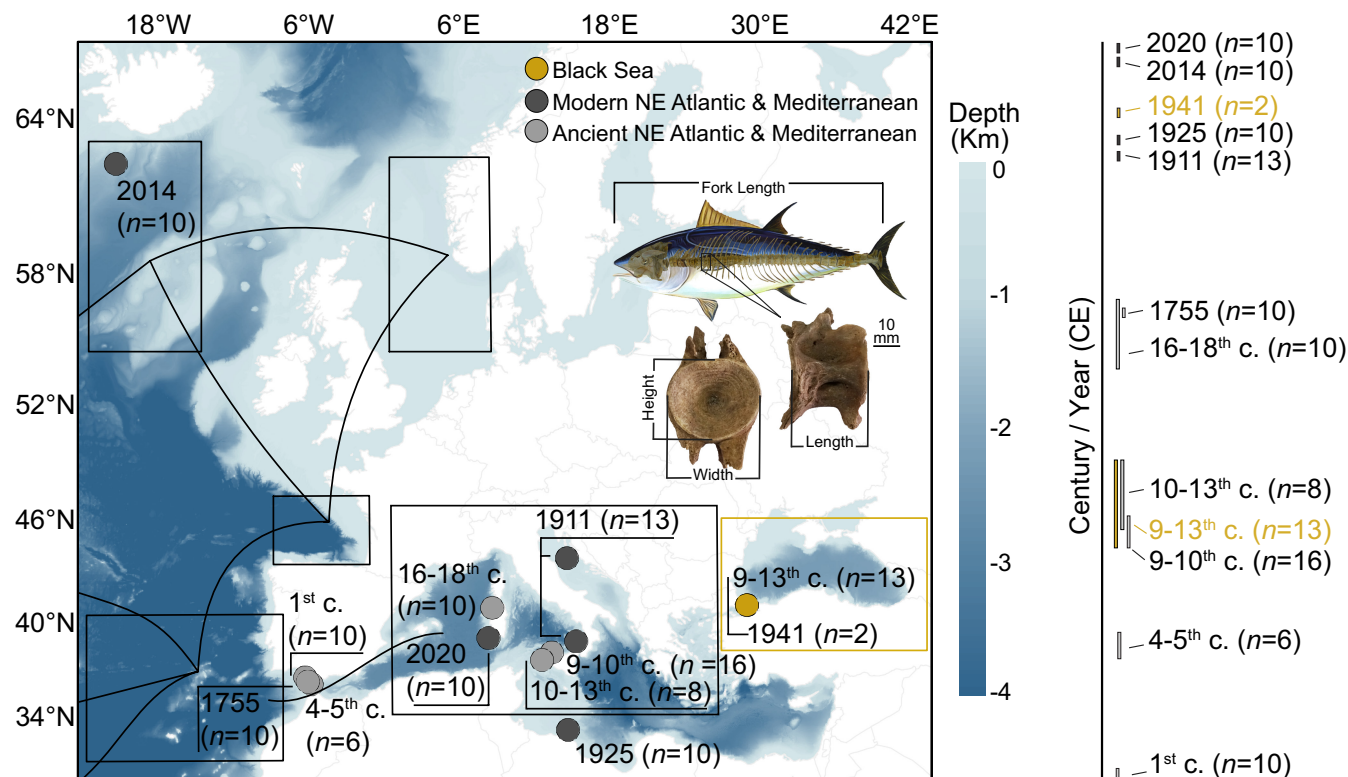 18°W 6°W 6°E 18°E 30°E 42°E
64°N
58°N
52°N
46°N
40°N
34°N
Black Sea
Modern NE Atlantic & Mediterranean
Ancient NE Atlantic & Mediterranean
2014
(n=10)
Fork Length
10
mm
Height
Width
Length
1911 (n=13)
16-18th c.
(n=10)
2020
(n=10)
1st c.
(n=10)
1755
(n=10)
4-5th c.
(n=6)
9-10th c. (n=16)
10-13th c. (n=8)
1925 (n=10)
9-13th c. (n=13)
1941 (n=2)
Depth
(Km)
0
-1
-2
-3
-4
Century / Year (CE)
2020 (n=10)
2014 (n=10)
1941 (n=2)
1925 (n=10)
1911 (n=13)
1755 (n=10)
16-18th c. (n=10)
10-13th c. (n=8)
9-13th c. (n=13)
9-10th c. (n=16)
4-5th c. (n=6)
1st c. (n=10)